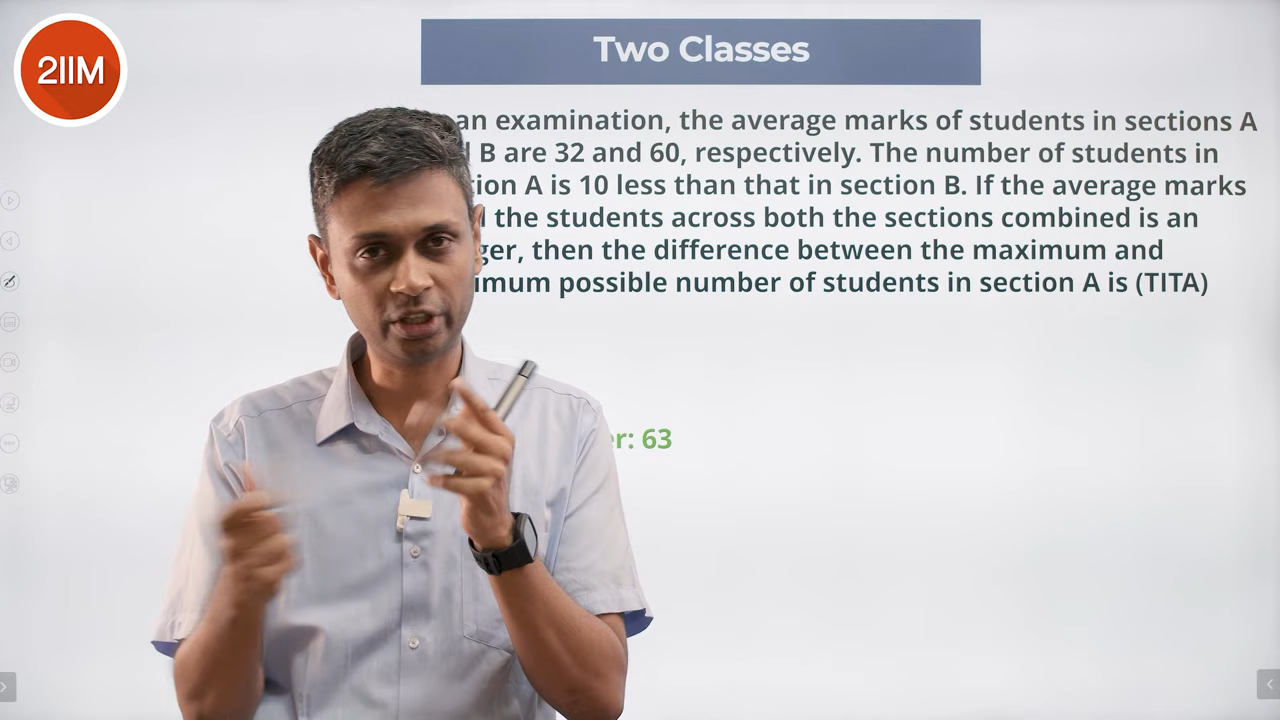 2IIM
Two Classes
an examination, the average marks of students in sections A
B are 32 and 60, respectively. The number of students in
tion A is 10 less than that in section B. If the average marks
the students across both the sections combined is an
ger, then the difference between the maximum and
imum possible number of students in section A is (TITA)
er: 63